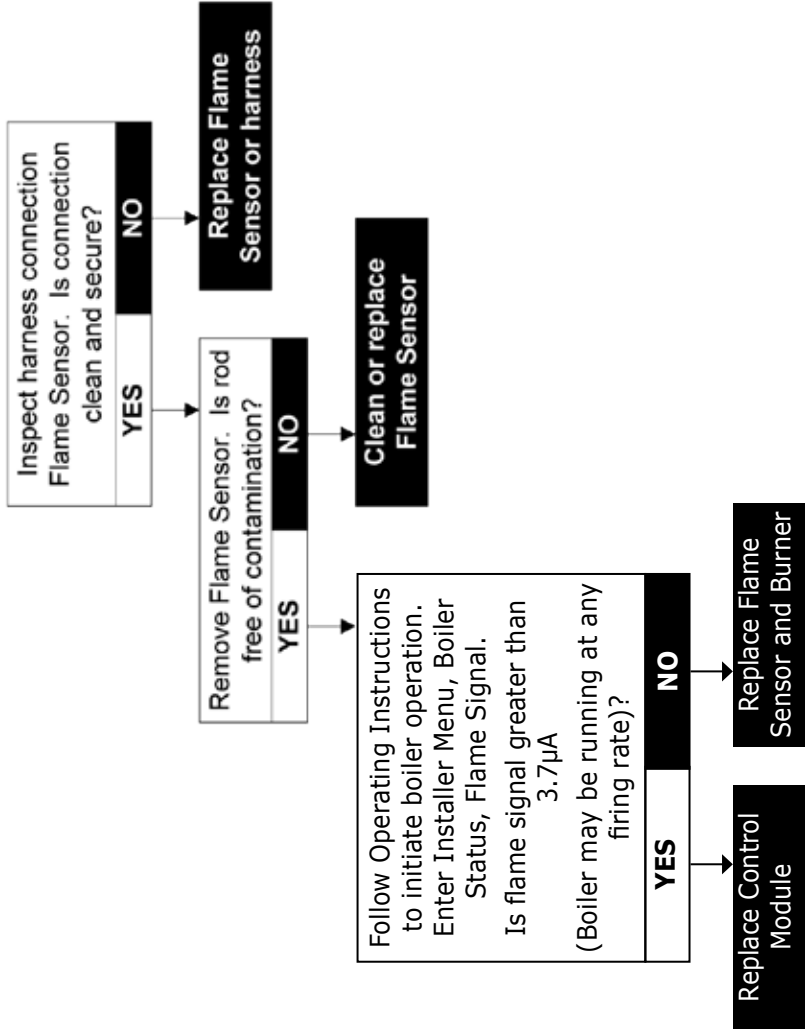 Inspect harness connection
Flame Sensor. Is connection
clean and secure?
YES
NO
Replace Flame
Sensor or harness
Remove Flame Sensor. Is rod
free of contamination?
YES
NO
Clean or replace
Flame Sensor
Follow Operating Instructions
to initiate boiler operation.
Enter Installer Menu, Boiler
Status, Flame Signal.
Is flame signal greater than
3.7µA
(Boiler may be running at any
firing rate)?
YES
NO
Replace Control
Module
Replace Flame
Sensor and Burner